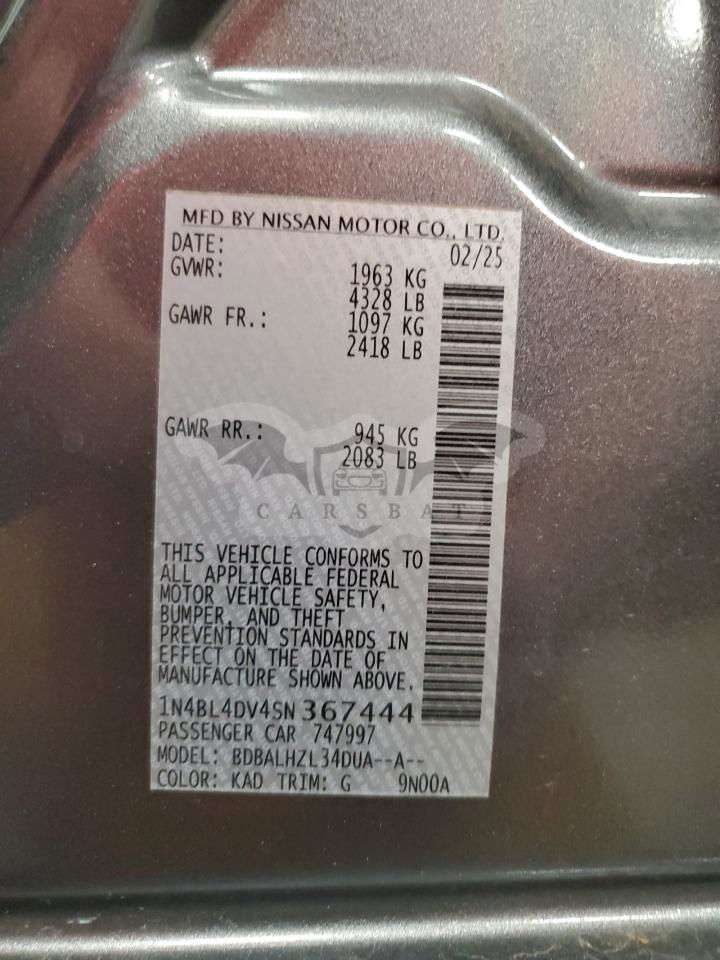 MFD BY NISSAN MOTOR CO., LTD.
DATE: 02/25
GVWR: 1963 KG
4328 LB
GAWR FR.: 1097 KG
2418 LB
GAWR RR.: 945 KG
2083 LB
CARSBAT
THIS VEHICLE CONFORMS TO
ALL APPLICABLE FEDERAL
MOTOR VEHICLE SAFETY,
BUMPER, AND THEFT
PREVENTION STANDARDS IN
EFFECT ON THE DATE OF
MANUFACTURE SHOWN ABOVE.
1N4BL4DV4SN367444
PASSENGER CAR 747997
MODEL: BDBALHZL34DUA--A--
COLOR: KAD TRIM: G 9N00A